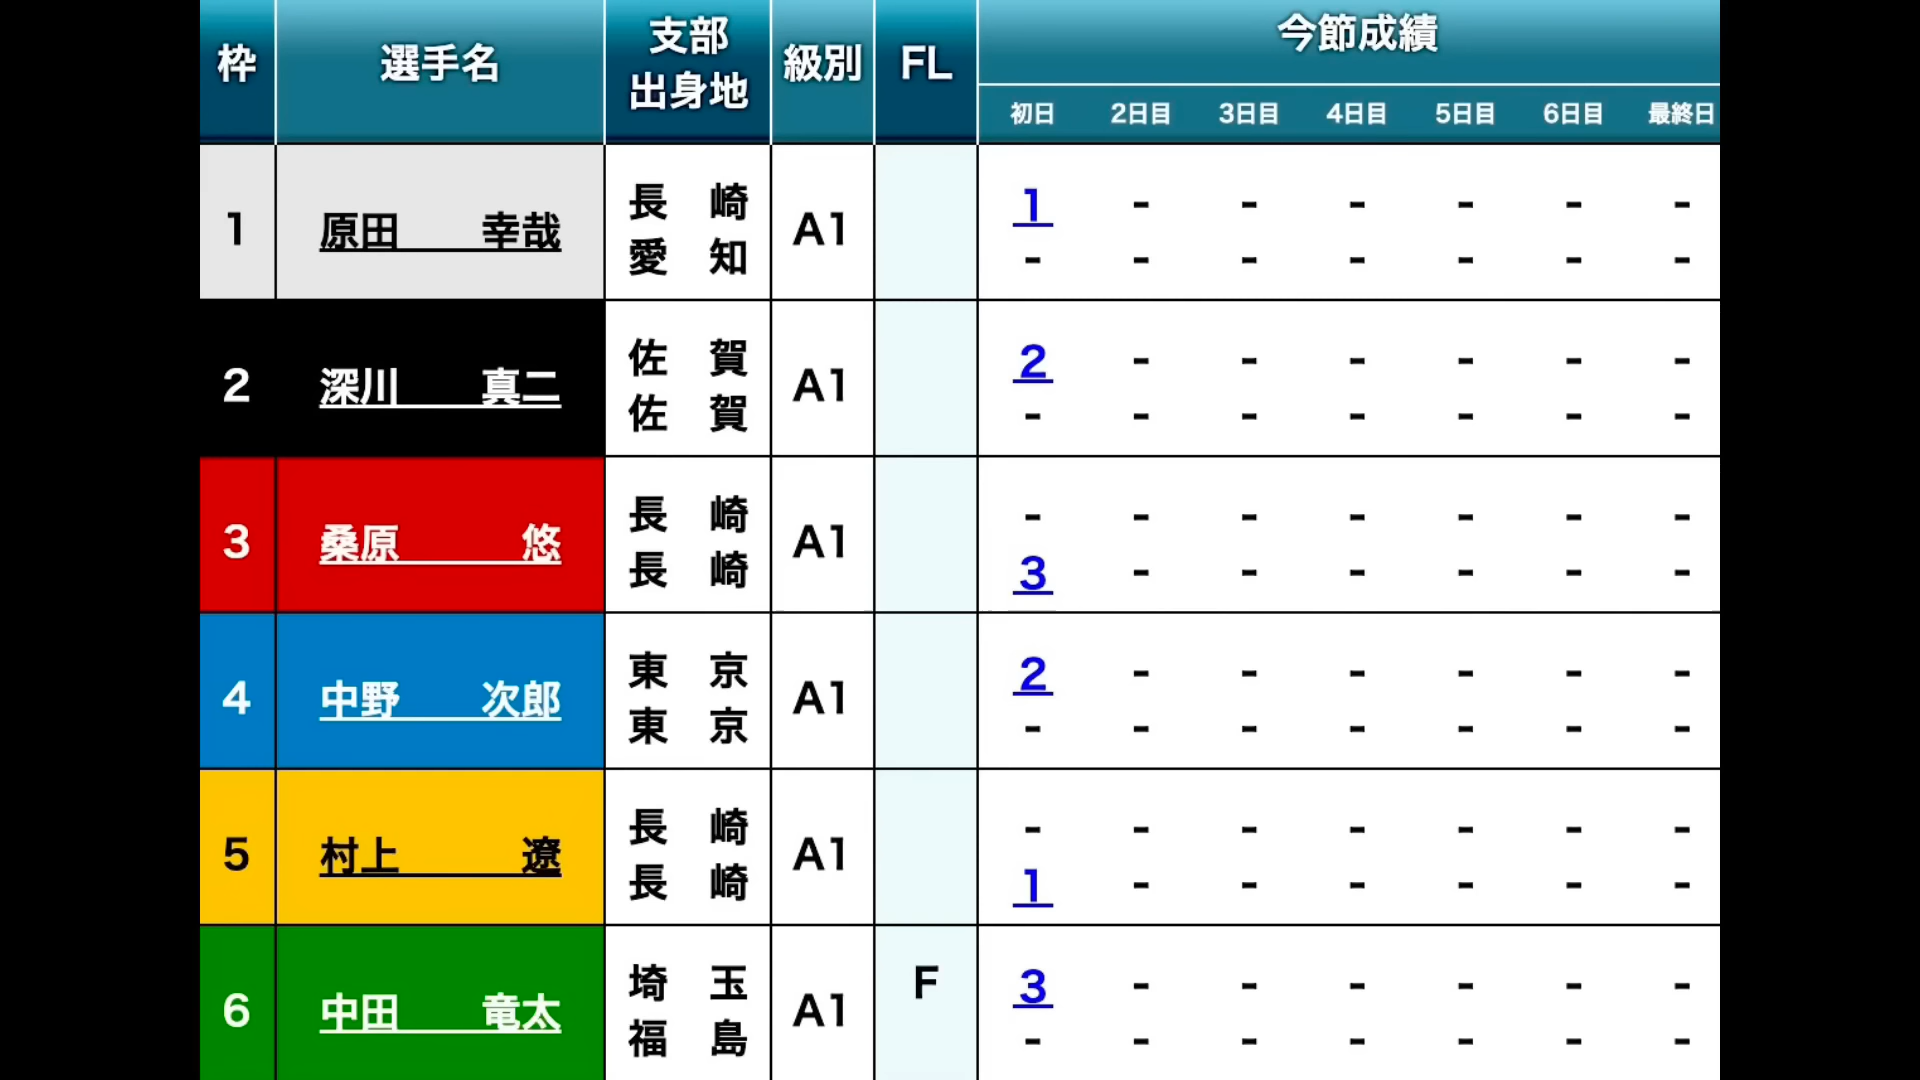 枠 選手名 支部 出身地 級別 FL 今節成績
初日 2日目 3日目 4日目 5日目 6日目 最終日
1 原田 幸哉 長崎 A1 1 - - - - - -
愛知 - - - - - - -
2 深川 真二 佐賀 A1 2 - - - - - -
佐賀 - - - - - - -
3 桑原 悠 長崎 A1 - - - - - - -
長崎 3 - - - - - -
4 中野 次郎 東京 A1 2 - - - - - -
東京 - - - - - - -
5 村上 遼 長崎 A1 - - - - - - -
長崎 1 - - - - - -
6 中田 竜太 埼玉 A1 F 3 - - - - - -
福島 - - - - - - -